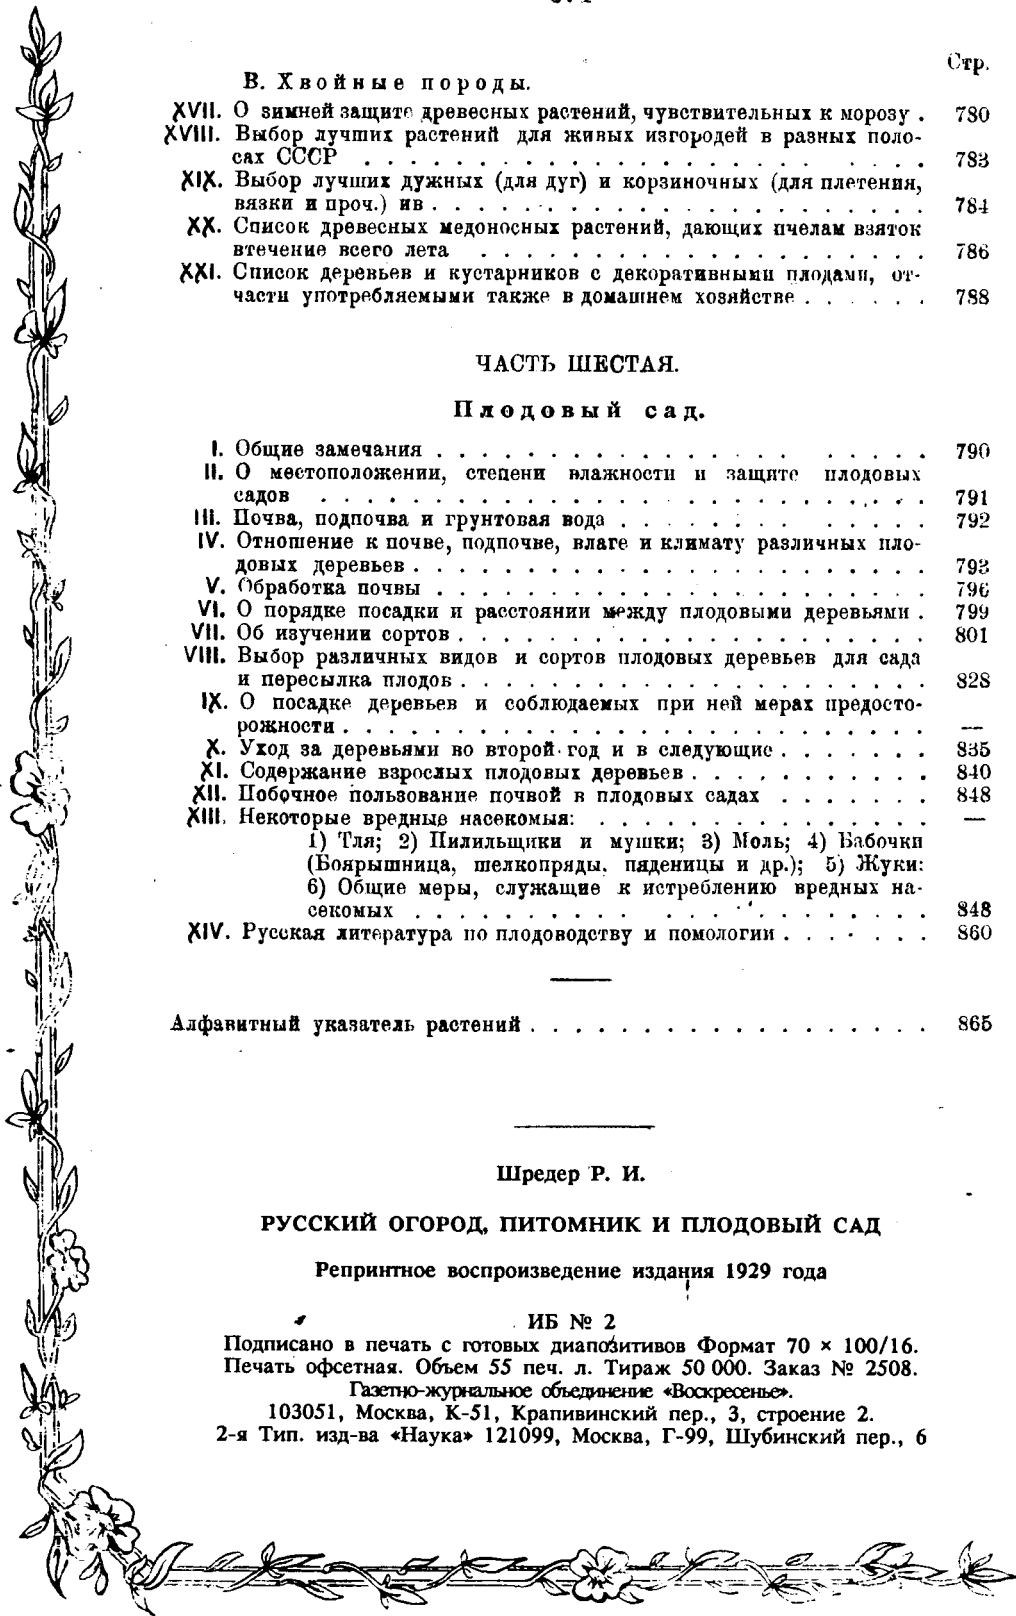 Стр.
В. Хвойные породы.
XVII. О зимней защите древесных растений, чувствительных к морозу . 780
XVIII. Выбор лучших растений для живых изгородей в разных поло-
сах СССР . . . . . . . . . . . . . . . . . . . . . . 783
XIX. Выбор лучших дужных (для дуг) и корзиночных (для плетения,
вязки и проч.) ив . . . . . . . . . . . . . . . . . . . . . . 784
XX. Список древесных медоносных растений, дающих пчелам взяток
втечение всего лета . . . . . . . . . . . . . . . . . . . . 786
XXI. Список деревьев и кустарников с декоративными плодами, от-
части употребляемыми также в домашнем хозяйстве . . . . . . 788
ЧАСТЬ ШЕСТАЯ.
Плодовый сад.
I. Общие замечания . . . . . . . . . . . . . . . . . . . . . 790
II. О местоположении, степени влажности и защите плодовых
садов . . . . . . . . . . . . . . . . . . . . . . . . . . 791
III. Почва, подпочва и грунтовая вода . . . . . . . . . . . . . 792
IV. Отношение к почве, подпочве, влаге и климату различных пло-
довых деревьев . . . . . . . . . . . . . . . . . . . . . . . 793
V. Обработка почвы . . . . . . . . . . . . . . . . . . . . . . 796
VI. О порядке посадки и расстоянии между плодовыми деревьями . 799
VII. Об изучении сортов . . . . . . . . . . . . . . . . . . . . 801
VIII. Выбор различных видов и сортов плодовых деревьев для сада
и пересылка плодов . . . . . . . . . . . . . . . . . . . . . 828
IX. О посадке деревьев и соблюдаемых при ней мерах предосто-
рожности . . . . . . . . . . . . . . . . . . . . . . . . . . —
X. Уход за деревьями во второй год и в следующие . . . . . . . 835
XI. Содержание взрослых плодовых деревьев . . . . . . . . . . . 840
XII. Побочное пользование почвой в плодовых садах . . . . . . . 848
XIII. Некоторые вредные насекомыя: . . . . . . . . . . . . . . . —
1) Тля; 2) Пилильщики и мушки; 3) Моль; 4) Бабочки
(Боярышница, шелкопряды, пяденицы и др.); 5) Жуки:
6) Общие меры, служащие к истреблению вредных на-
секомых . . . . . . . . . . . . . . . . . . . . . . . 848
XIV. Русская литература по плодоводству и помологии . . . . . . . 860
Алфавитный указатель растений . . . . . . . . . . . . . . . . . . 865
Шредер Р. И.
РУССКИЙ ОГОРОД, ПИТОМНИК И ПЛОДОВЫЙ САД
Репринтное воспроизведение издания 1929 года
ИБ № 2
Подписано в печать с готовых диапозитивов Формат 70 × 100/16.
Печать офсетная. Объем 55 печ. л. Тираж 50 000. Заказ № 2508.
Газетно-журнальное объединение «Воскресенье».
103051, Москва, К-51, Крапивинский пер., 3, строение 2.
2-я Тип. изд-ва «Наука» 121099, Москва, Г-99, Шубинский пер., 6